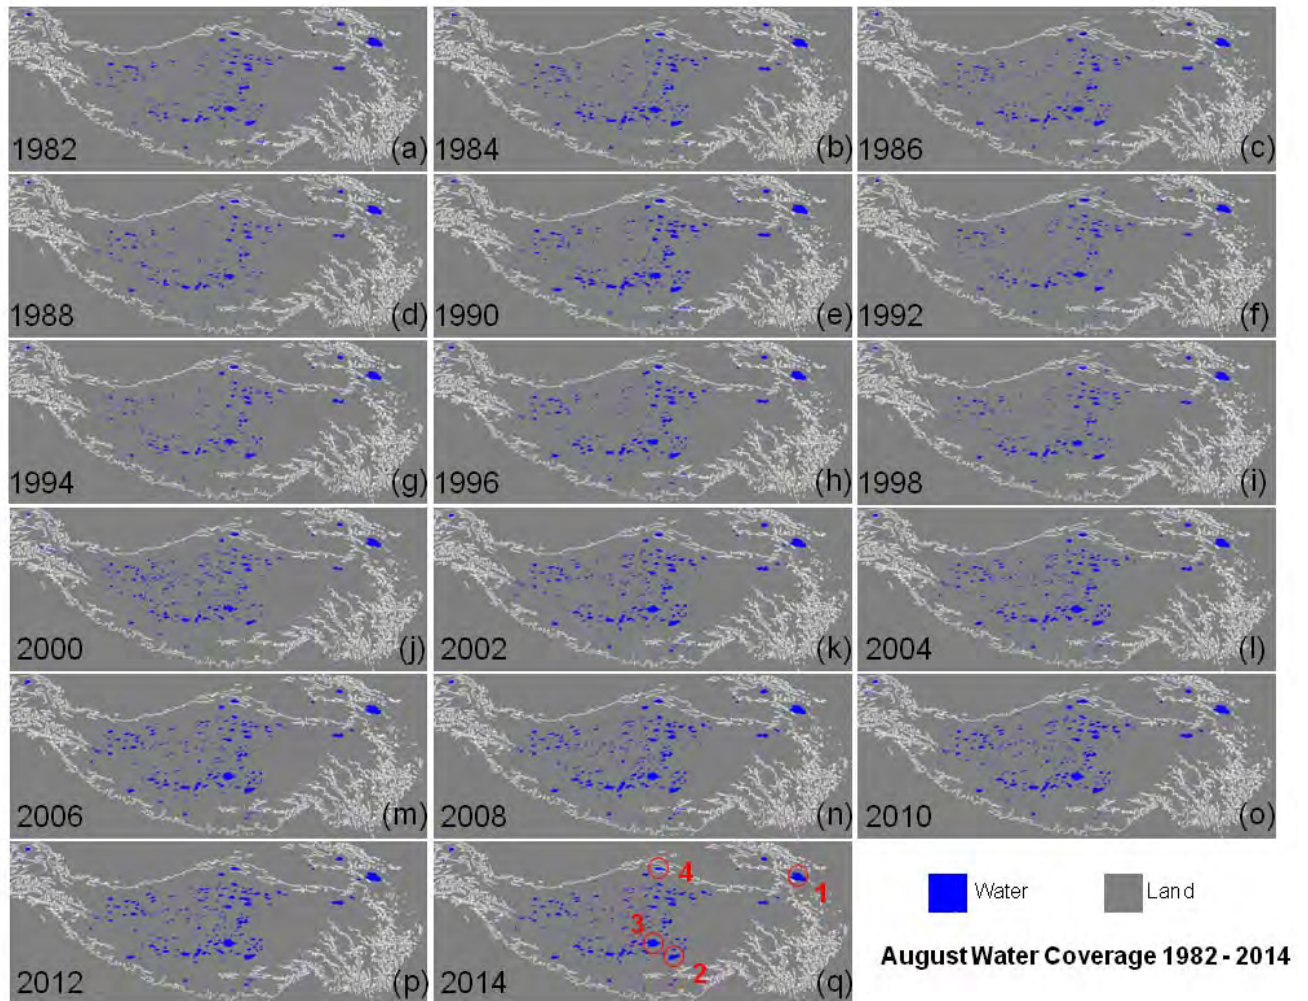 1982 (a)
1984 (b)
1986 (c)
1988 (d)
1990 (e)
1992 (f)
1994 (g)
1996 (h)
1998 (i)
2000 (j)
2002 (k)
2004 (l)
2006 (m)
2008 (n)
2010 (o)
2012 (p)
4
1
3
2
2014 (q)
Water Land
August Water Coverage 1982 - 2014